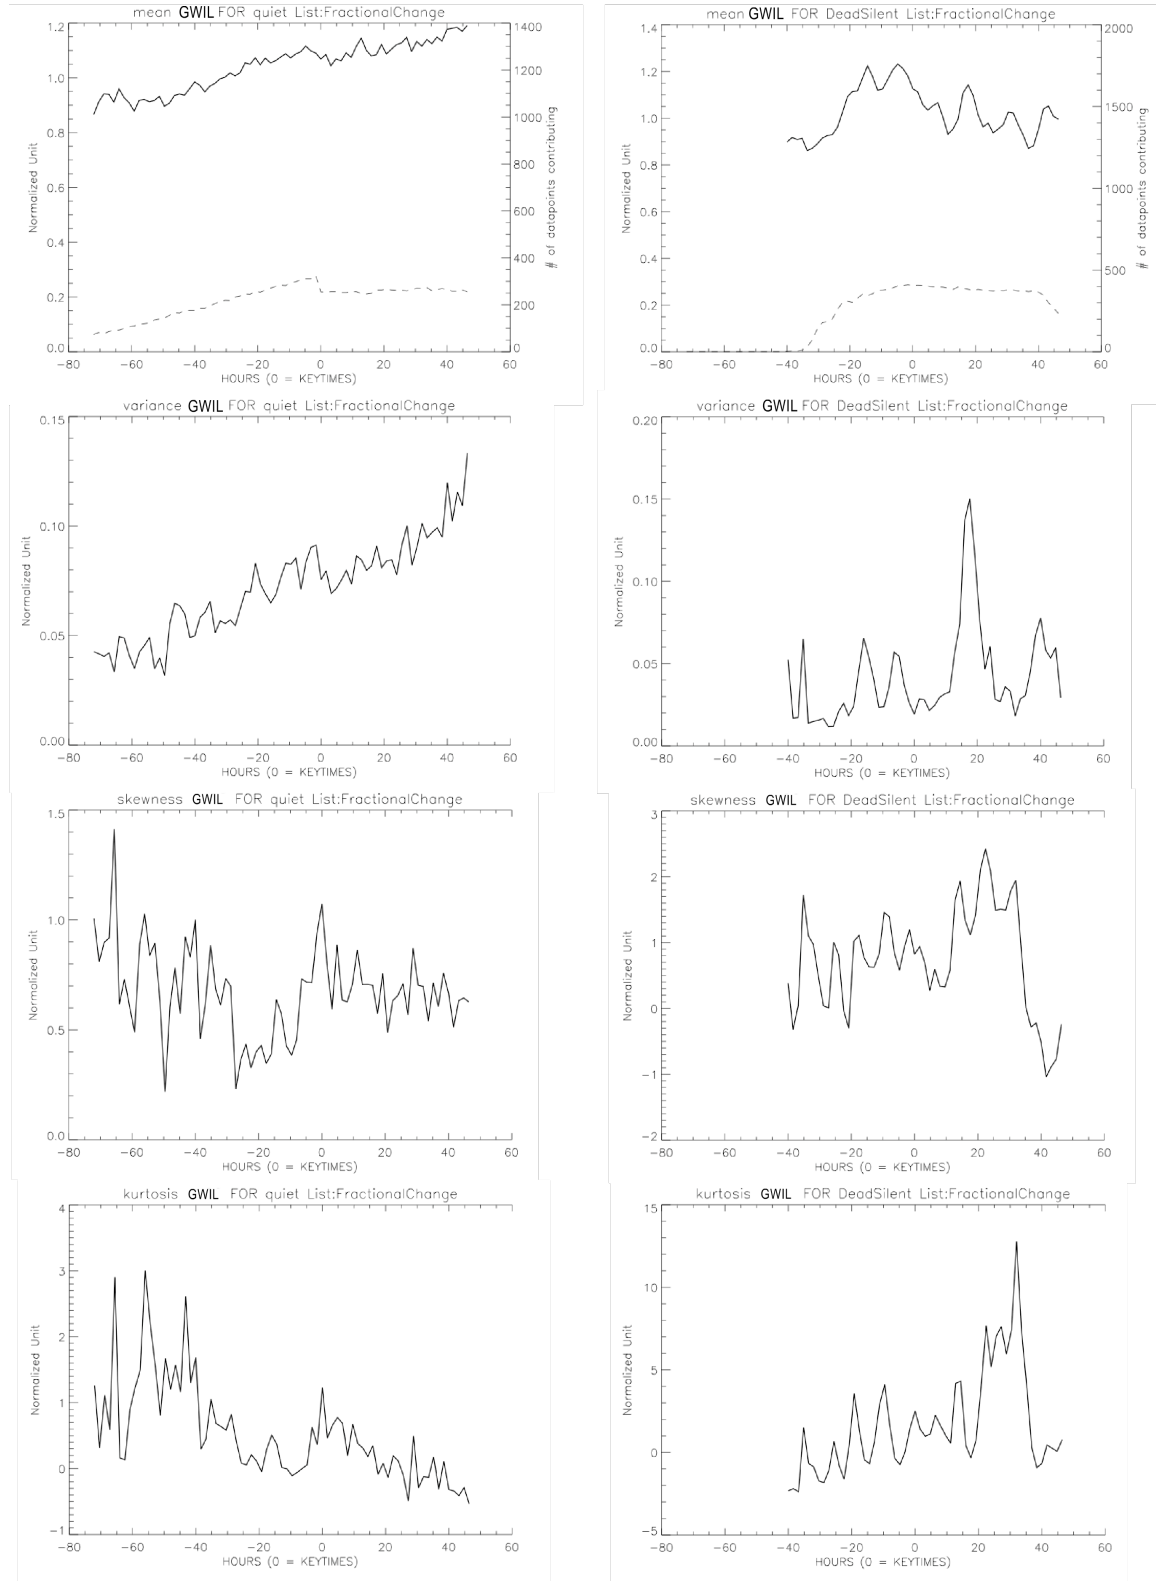 mean GWIL FOR quiet List:FractionalChange
1.2
1.0
0.8
0.6
0.4
0.2
0.0
Normalized Unit
1400
1200
1000
800
600
400
200
0
# of datapoints contributing
−80 −60 −40 −20 0 20 40 60
HOURS (0 = KEYTIMES)
mean GWIL FOR DeadSilent List:FractionalChange
1.4
1.2
1.0
0.8
0.6
0.4
0.2
0.0
Normalized Unit
2000
1500
1000
500
0
# of datapoints contributing
−80 −60 −40 −20 0 20 40 60
HOURS (0 = KEYTIMES)
variance GWIL FOR quiet List:FractionalChange
0.15
0.10
0.05
0.00
Normalized Unit
−80 −60 −40 −20 0 20 40 60
HOURS (0 = KEYTIMES)
variance GWIL FOR DeadSilent List:FractionalChange
0.20
0.15
0.10
0.05
0.00
Normalized Unit
−80 −60 −40 −20 0 20 40 60
HOURS (0 = KEYTIMES)
skewness GWIL FOR quiet List:FractionalChange
1.5
1.0
0.5
0.0
Normalized Unit
−80 −60 −40 −20 0 20 40 60
HOURS (0 = KEYTIMES)
skewness GWIL FOR DeadSilent List:FractionalChange
3
2
1
0
−1
−2
Normalized Unit
−80 −60 −40 −20 0 20 40 60
HOURS (0 = KEYTIMES)
kurtosis GWIL FOR quiet List:FractionalChange
4
3
2
1
0
−1
Normalized Unit
−80 −60 −40 −20 0 20 40 60
HOURS (0 = KEYTIMES)
kurtosis GWIL FOR DeadSilent List:FractionalChange
15
10
5
0
−5
Normalized Unit
−80 −60 −40 −20 0 20 40 60
HOURS (0 = KEYTIMES)